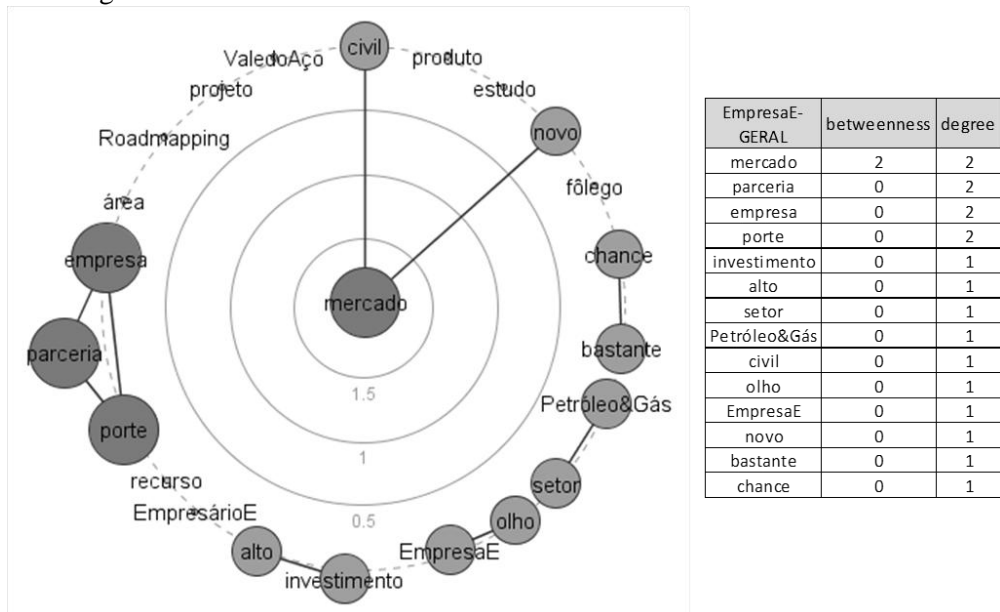 civil
ValedoAço
produto
projeto
estudo
Roadmapping
novo
fôlego
área
empresa
chance
mercado
parceria
bastante
1.5
Petróleo&Gás
porte
1
recurso
setor
EmpresárioE
0.5
olho
alto
EmpresaE
investimento
EmpresaE-GERAL betweenness degree
mercado 2 2
parceria 0 2
empresa 0 2
porte 0 2
investimento 0 1
alto 0 1
setor 0 1
Petróleo&Gás 0 1
civil 0 1
olho 0 1
EmpresaE 0 1
novo 0 1
bastante 0 1
chance 0 1